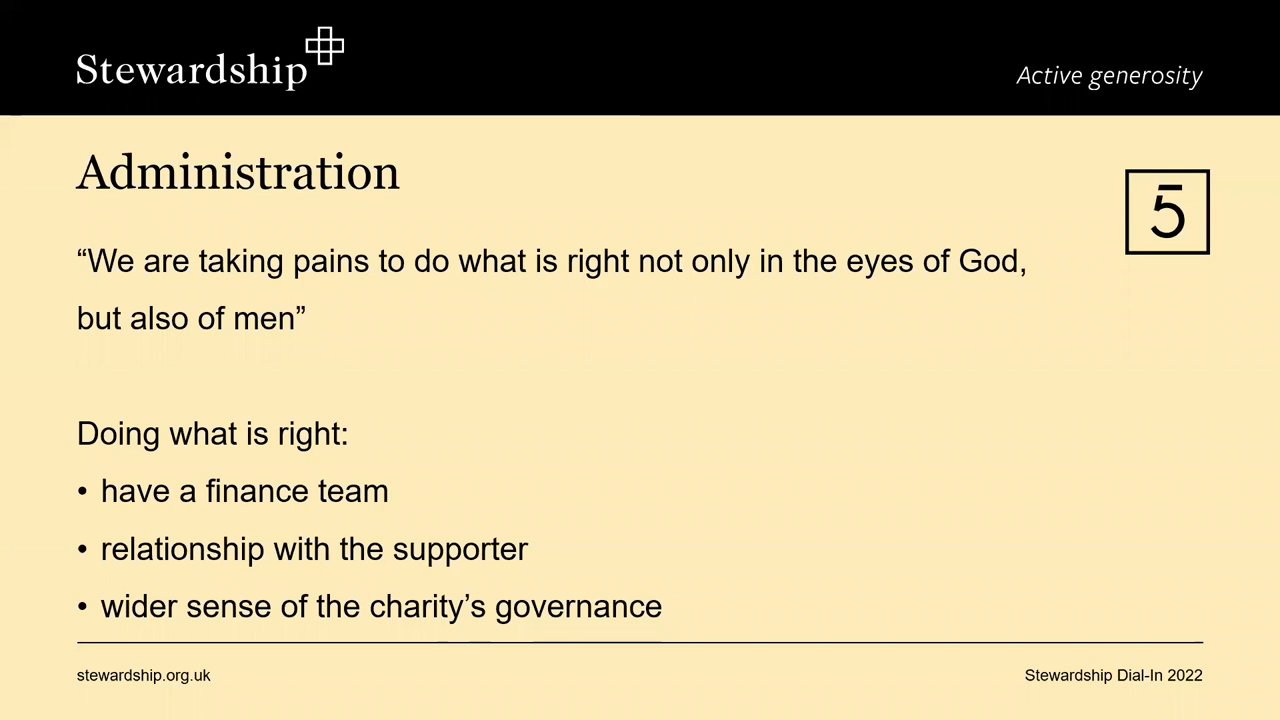 Stewardship
Active generosity
Administration
5
“We are taking pains to do what is right not only in the eyes of God,
but also of men”
Doing what is right:
• have a finance team
• relationship with the supporter
• wider sense of the charity’s governance
stewardship.org.uk
Stewardship Dial-In 2022